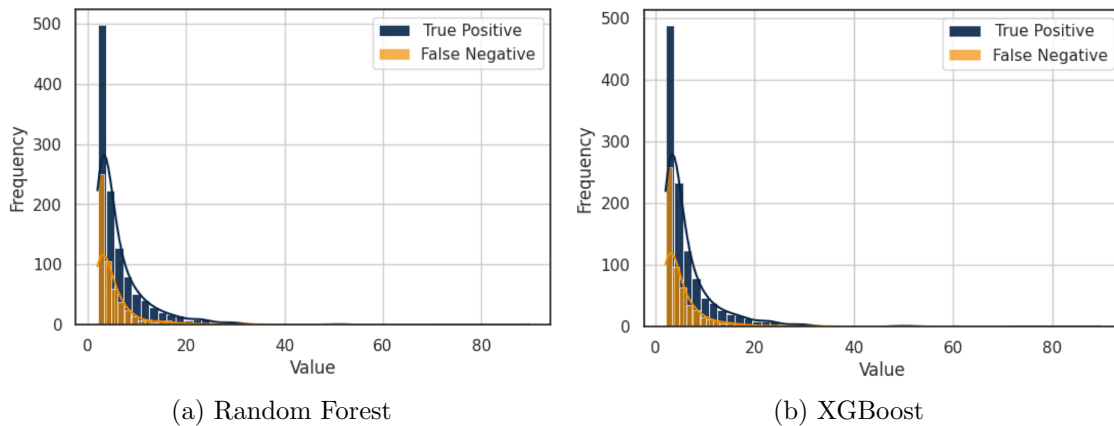 500
400
300
200
100
0
Frequency
True Positive
False Negative
0 20 40 60 80
Value
(a) Random Forest
500
400
300
200
100
0
Frequency
True Positive
False Negative
0 20 40 60 80
Value
(b) XGBoost